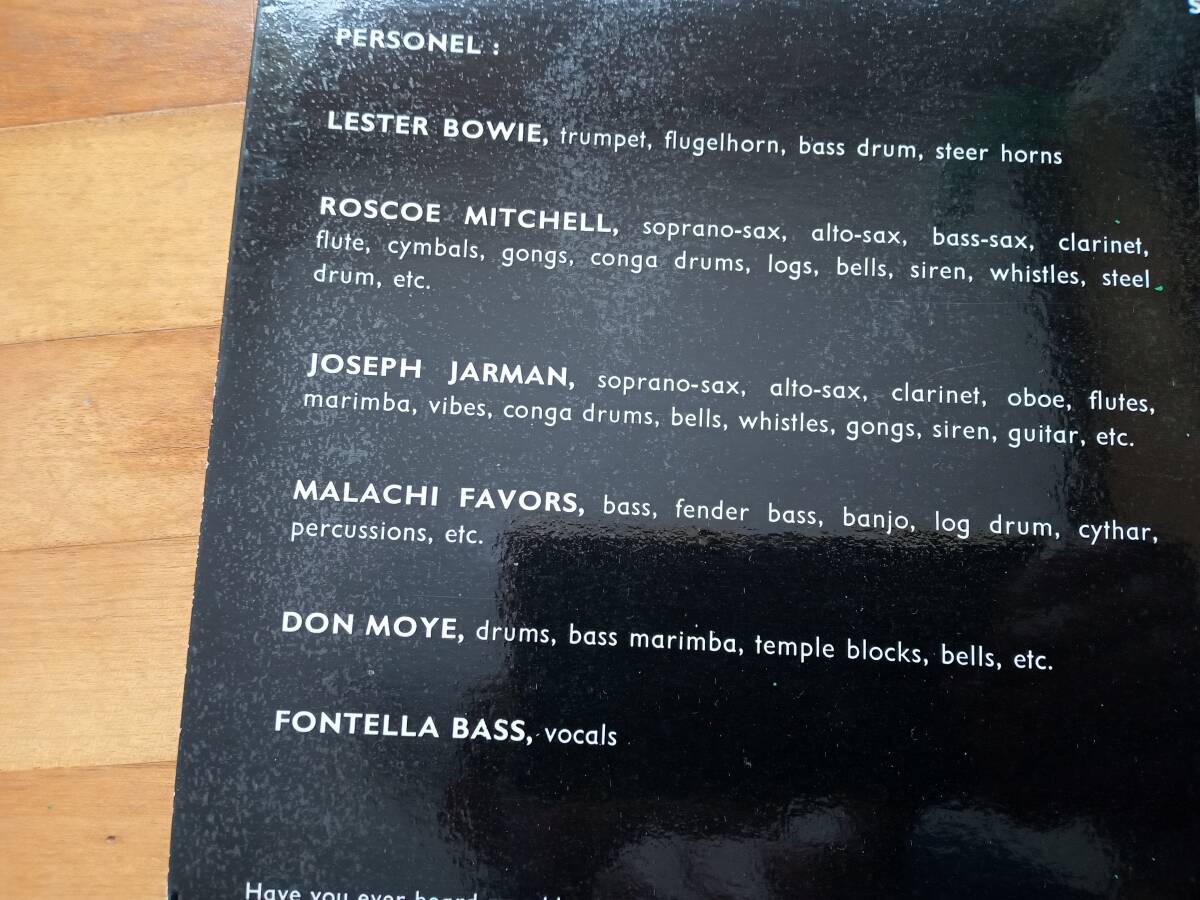 PERSONEL :
LESTER BOWIE, trumpet, flugelhorn, bass drum, steer horns
ROSCOE MITCHELL, soprano-sax, alto-sax, bass-sax, clarinet,
flute, cymbals, gongs, conga drums, logs, bells, siren, whistles, steel
drum, etc.
JOSEPH JARMAN, soprano-sax, alto-sax, clarinet, oboe, flutes,
marimba, vibes, conga drums, bells, whistles, gongs, siren, guitar, etc.
MALACHI FAVORS, bass, fender bass, banjo, log drum, cythar,
percussions, etc.
DON MOYE, drums, bass marimba, temple blocks, bells, etc.
FONTELLA BASS, vocals
Have you ever heard